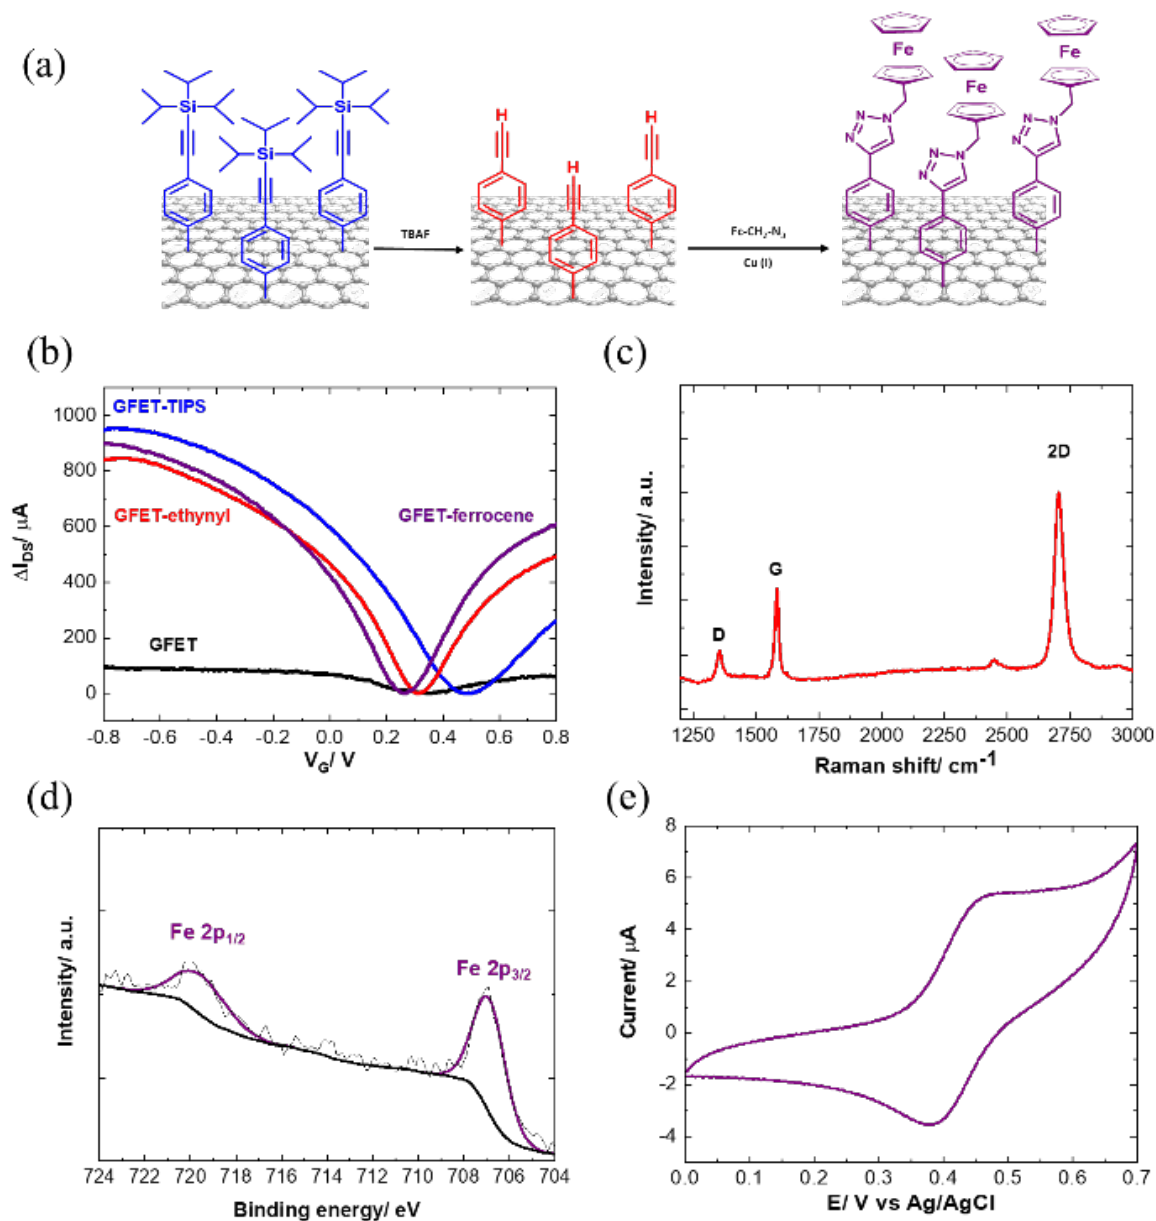 (a)
Si Si Si
H H H
Fe Fe Fe
N N N N N N N N N
TBAF
Fc-CH2-N3
Cu (I)
(b)
GFET-TIPS
GFET-ethynyl
GFET-ferrocene
GFET
ΔIDS/ μA
1000
800
600
400
200
0
-0.8 -0.6 -0.4 -0.2 0.0 0.2 0.4 0.6 0.8
VG/ V
(c)
2D
G
D
Intensity/ a.u.
1250 1500 1750 2000 2250 2500 2750 3000
Raman shift/ cm-1
(d)
Fe 2p1/2
Fe 2p3/2
Intensity/ a.u.
724 722 720 718 716 714 712 710 708 706 704
Binding energy/ eV
(e)
Current/ μA
8
6
4
2
0
-2
-4
0.0 0.1 0.2 0.3 0.4 0.5 0.6 0.7
E/ V vs Ag/AgCl